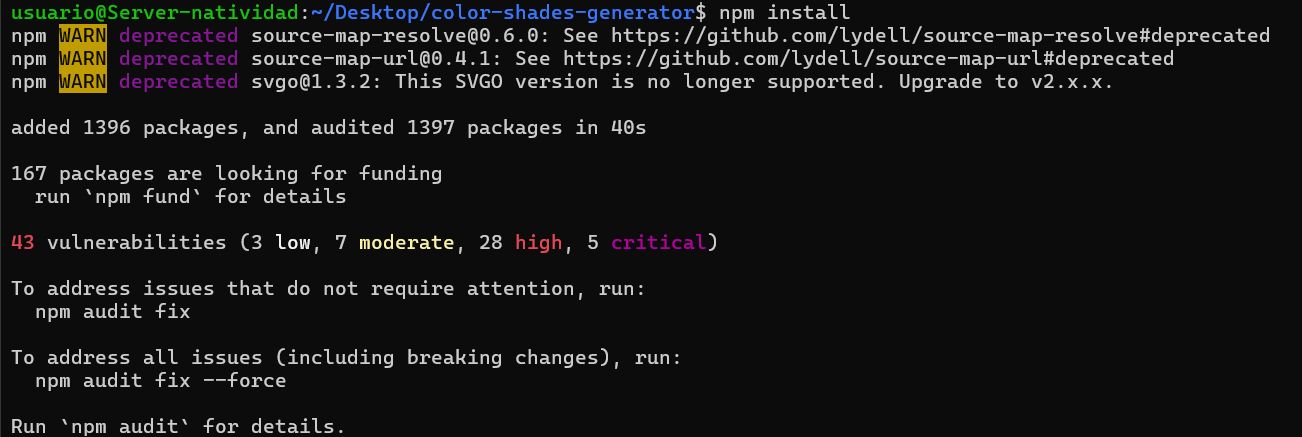 usuario@Server-natividad:~/Desktop/color-shades-generator$ npm install
npm WARN deprecated source-map-resolve@0.6.0: See https://github.com/lydell/source-map-resolve#deprecated
npm WARN deprecated source-map-url@0.4.1: See https://github.com/lydell/source-map-url#deprecated
npm WARN deprecated svgo@1.3.2: This SVGO version is no longer supported. Upgrade to v2.x.x.
added 1396 packages, and audited 1397 packages in 40s
167 packages are looking for funding
  run `npm fund` for details
43 vulnerabilities (3 low, 7 moderate, 28 high, 5 critical)
To address issues that do not require attention, run:
  npm audit fix
To address all issues (including breaking changes), run:
  npm audit fix --force
Run `npm audit` for details.